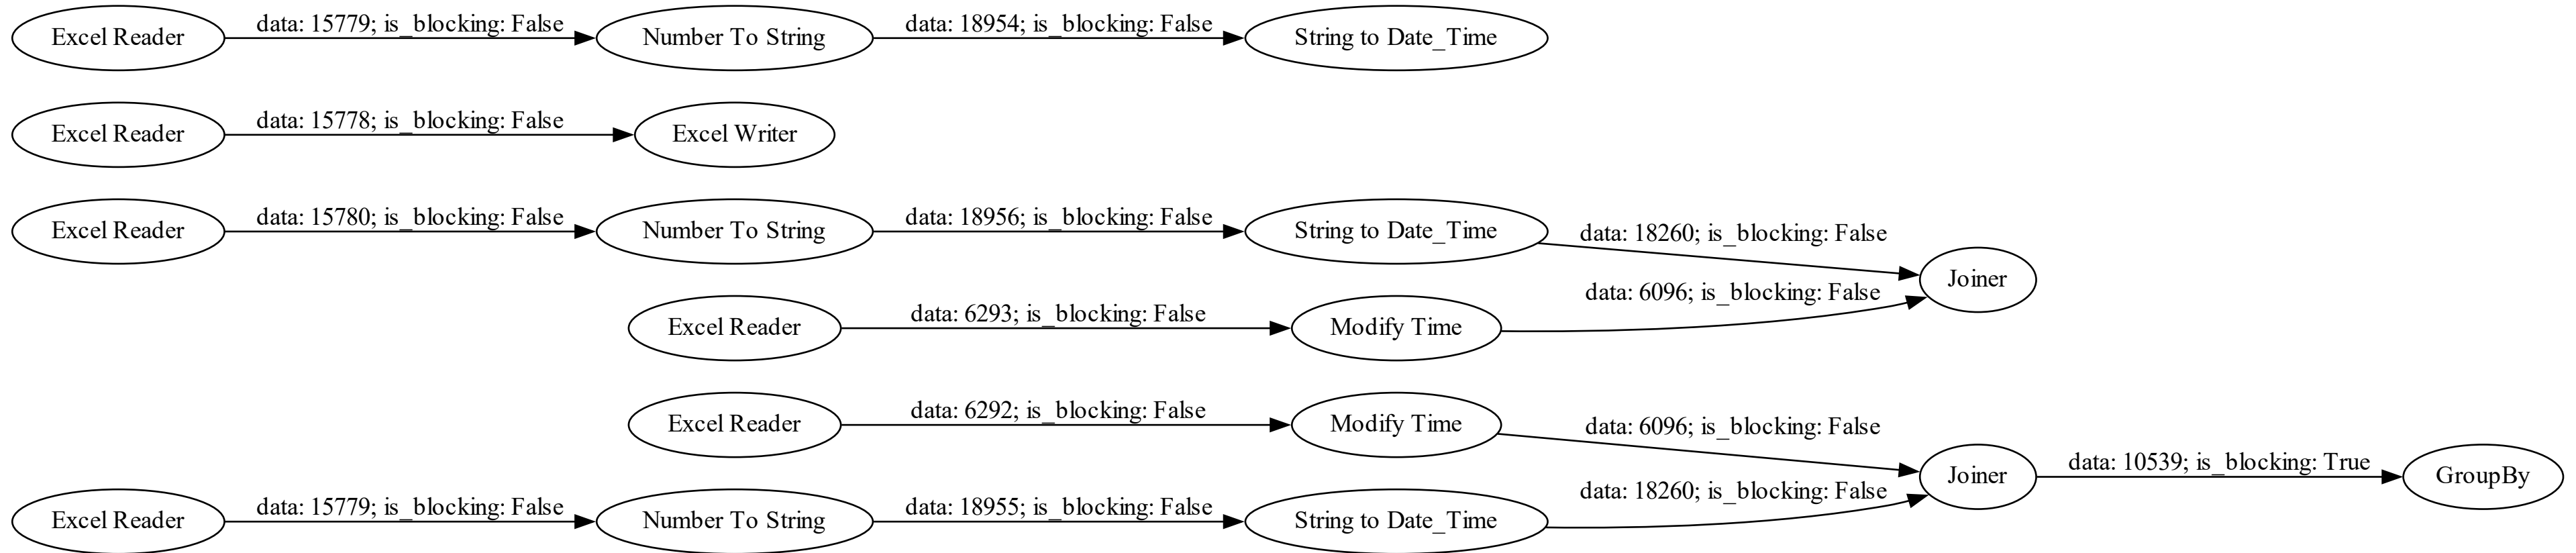 Excel Reader data: 15779; is_blocking: False Number To String data: 18954; is_blocking: False String to Date_Time
Excel Reader data: 15778; is_blocking: False Excel Writer
Excel Reader data: 15780; is_blocking: False Number To String data: 18956; is_blocking: False String to Date_Time data: 18260; is_blocking: False
Joiner
Excel Reader data: 6293; is_blocking: False Modify Time data: 6096; is_blocking: False
Excel Reader data: 6292; is_blocking: False Modify Time data: 6096; is_blocking: False
Joiner data: 10539; is_blocking: True GroupBy
Excel Reader data: 15779; is_blocking: False Number To String data: 18955; is_blocking: False String to Date_Time data: 18260; is_blocking: False